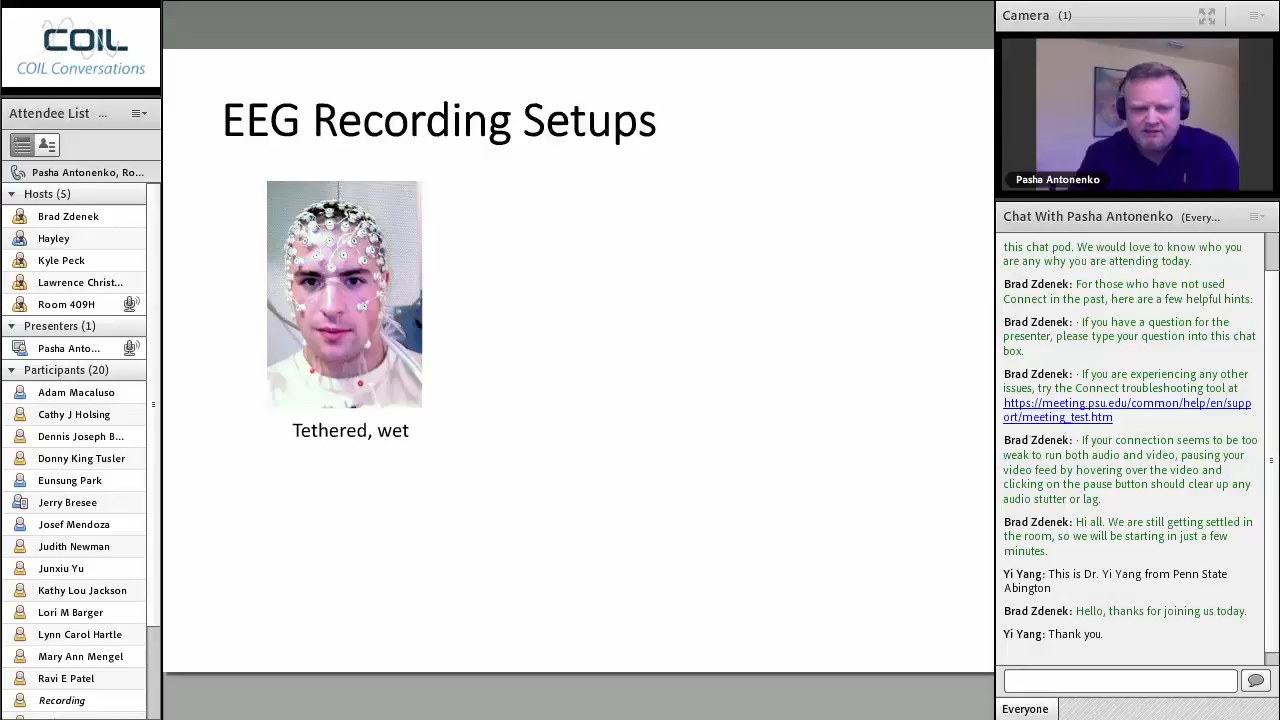 COIL
COIL Conversations
Attendee List ...
Pasha Antonenko, Ro...
Hosts (5)
Brad Zdenek
Hayley
Kyle Peck
Lawrence Christ...
Room 409H
Presenters (1)
Pasha Anto...
Participants (20)
Adam Macaluso
Cathy J Holsing
Dennis Joseph B...
Donny King Tusler
Eunsung Park
Jerry Bresee
Josef Mendoza
Judith Newman
Junxiu Yu
Kathy Lou Jackson
Lori M Barger
Lynn Carol Hartle
Mary Ann Mengel
Ravi E Patel
Recording
EEG Recording Setups
Tethered, wet
Camera (1)
Pasha Antonenko
Chat With Pasha Antonenko (Every...
this chat pod. We would love to know who you
are any why you are attending today.
Brad Zdenek: For those who have not used
Connect in the past, here are a few helpful hints:
Brad Zdenek: · If you have a question for the
presenter, please type your question into this chat
box.
Brad Zdenek: · If you are experiencing any other
issues, try the Connect troubleshooting tool at
https://meeting.psu.edu/common/help/en/supp
ort/meeting_test.htm
Brad Zdenek: · If your connection seems to be too
weak to run both audio and video, pausing your
video feed by hovering over the video and
clicking on the pause button should clear up any
audio stutter or lag.
Brad Zdenek: Hi all. We are still getting settled in
the room, so we will be starting in just a few
minutes.
Yi Yang: This is Dr. Yi Yang from Penn State
Abington
Brad Zdenek: Hello, thanks for joining us today.
Yi Yang: Thank you.
Everyone